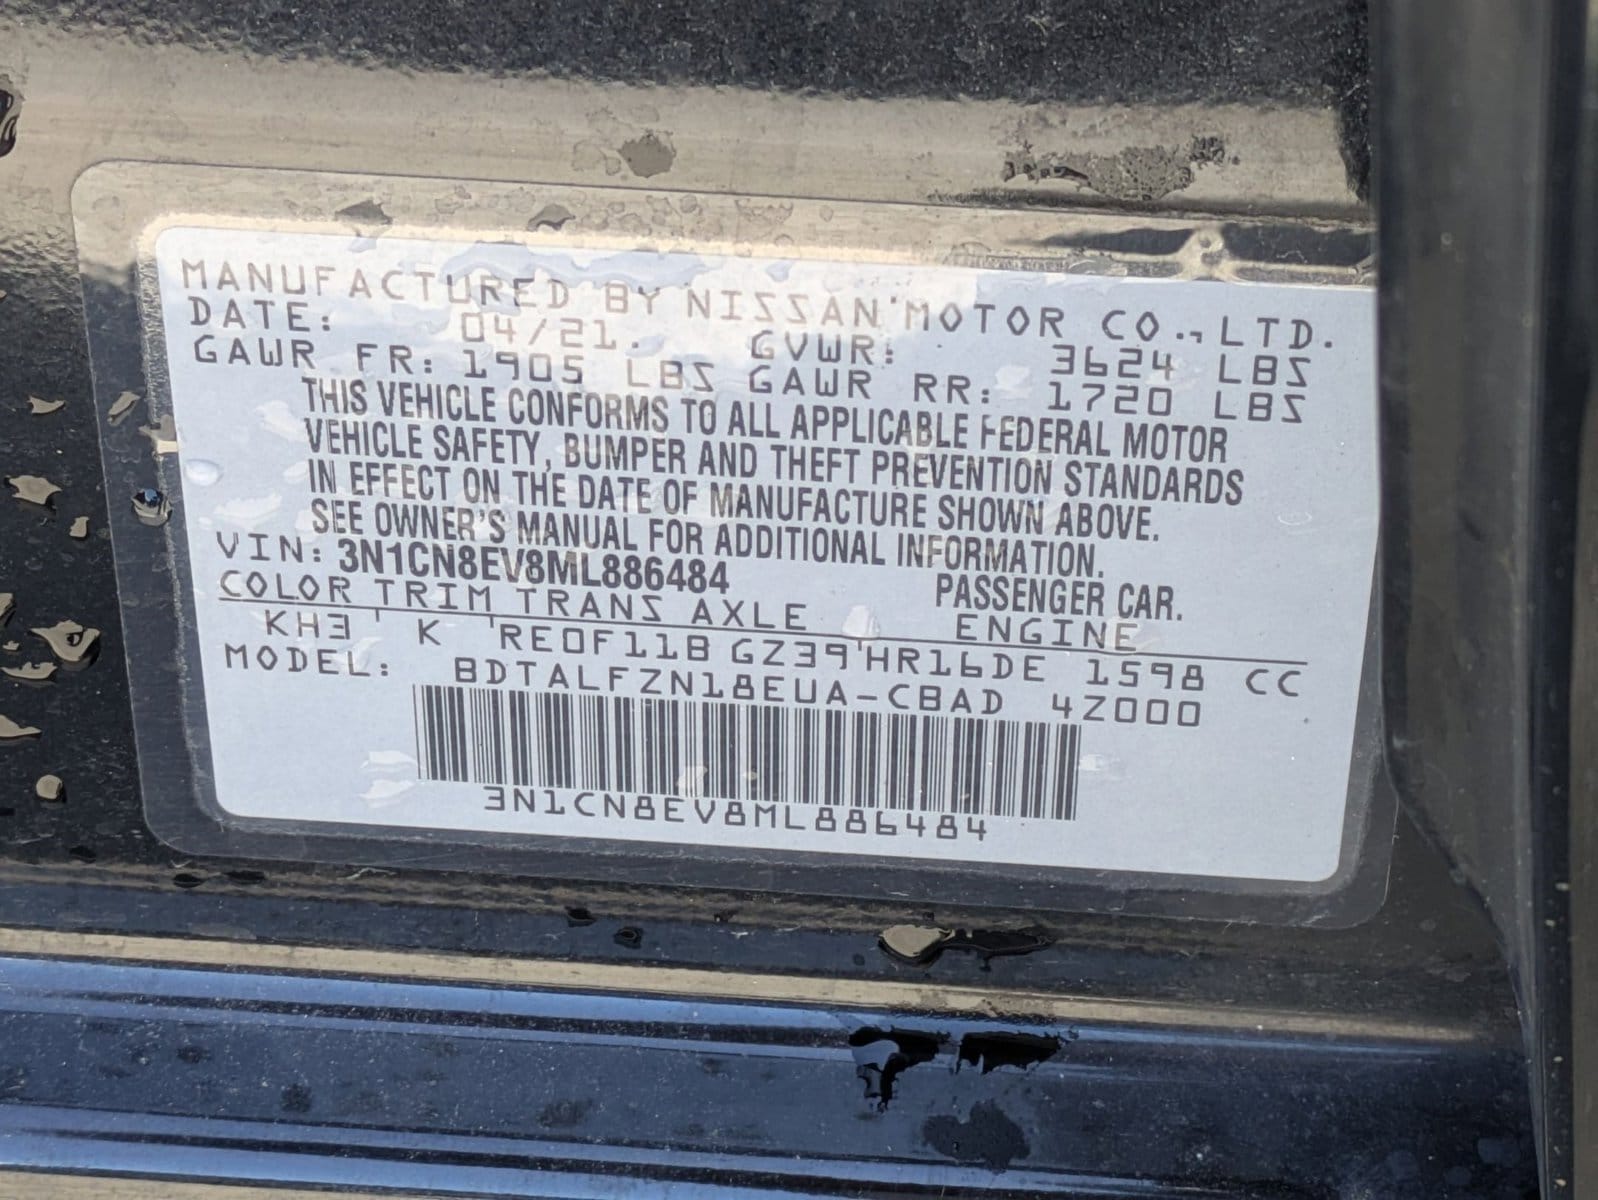 MANUFACTURED BY NISSAN MOTOR CO., LTD.
DATE: 04/21. GVWR: 3624 LBS
GAWR FR: 1905 LBS GAWR RR: 1720 LBS
THIS VEHICLE CONFORMS TO ALL APPLICABLE FEDERAL MOTOR
VEHICLE SAFETY, BUMPER AND THEFT PREVENTION STANDARDS
IN EFFECT ON THE DATE OF MANUFACTURE SHOWN ABOVE.
SEE OWNER'S MANUAL FOR ADDITIONAL INFORMATION.
VIN: 3N1CN8EV8ML886484 PASSENGER CAR.
COLOR TRIM TRANS AXLE ENGINE
KH3 K RE0F11B GZ39 HR16DE 1598 CC
MODEL: BDTALFZN18EUA-CBAD 4Z000
3N1CN8EV8ML886484